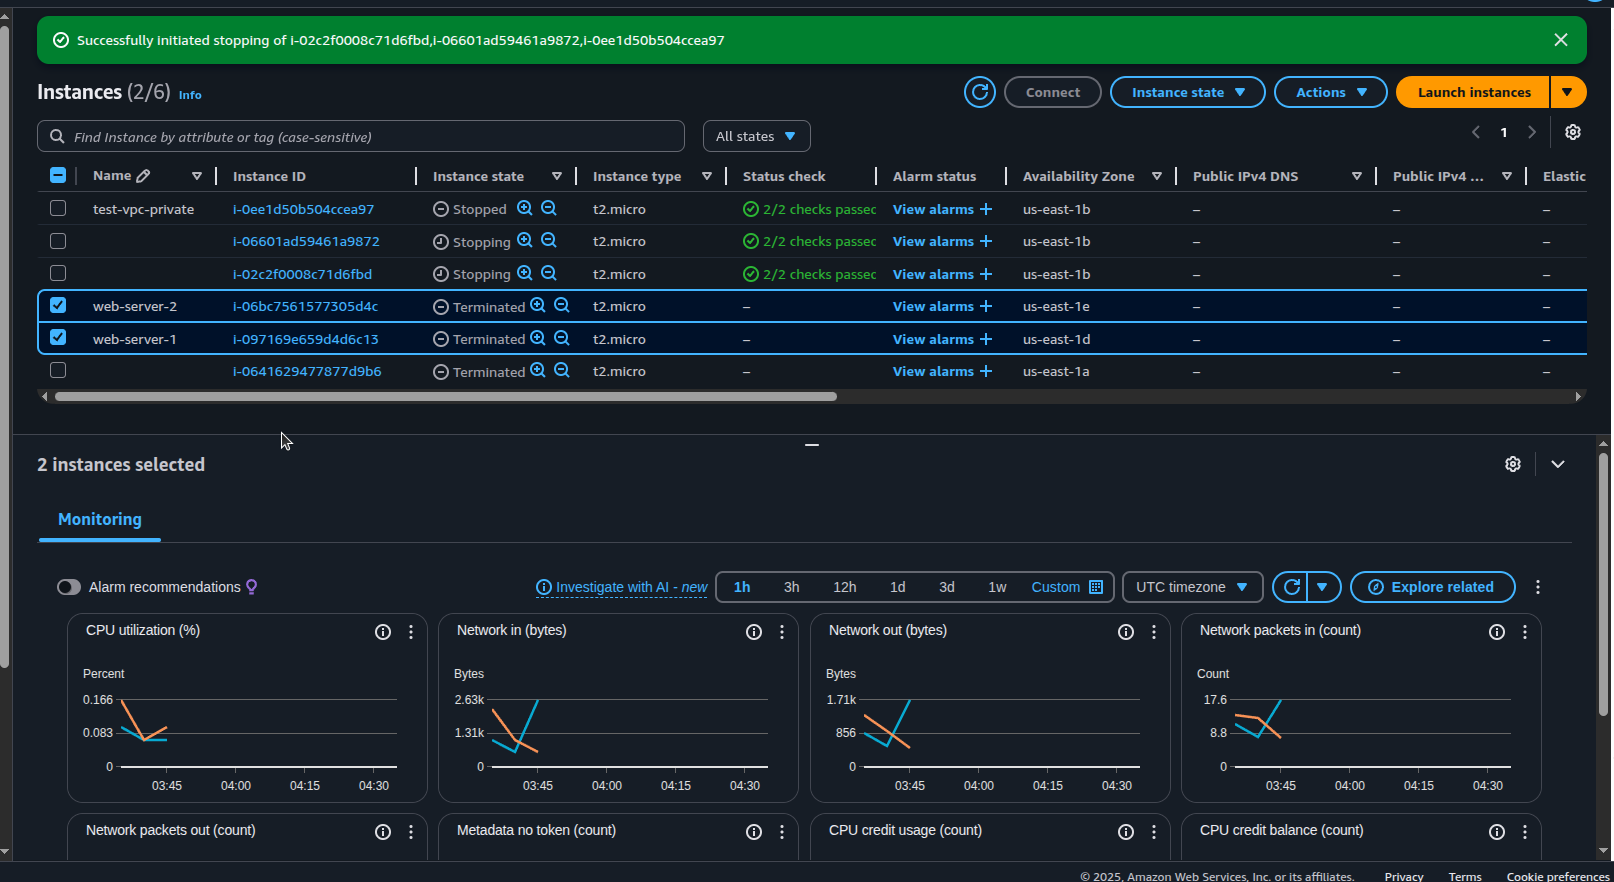 Successfully initiated stopping of i-02c2f0008c71d6fbd,i-06601ad59461a9872,i-0ee1d50b504ccea97
Instances (2/6) Info Connect Instance state Actions Launch instances
Find Instance by attribute or tag (case-sensitive) All states 1
Name Instance ID Instance state Instance type Status check Alarm status Availability Zone Public IPv4 DNS Public IPv4 ... Elastic
test-vpc-private i-0ee1d50b504ccea97 Stopped t2.micro 2/2 checks passec View alarms + us-east-1b – – –
i-06601ad59461a9872 Stopping t2.micro 2/2 checks passec View alarms + us-east-1b – – –
i-02c2f0008c71d6fbd Stopping t2.micro 2/2 checks passec View alarms + us-east-1b – – –
web-server-2 i-06bc7561577305d4c Terminated t2.micro – View alarms + us-east-1e – – –
web-server-1 i-097169e659d4d6c13 Terminated t2.micro – View alarms + us-east-1d – – –
i-0641629477877d9b6 Terminated t2.micro – View alarms + us-east-1a – – –
2 instances selected
Monitoring
Alarm recommendations Investigate with AI - new 1h 3h 12h 1d 3d 1w Custom UTC timezone Explore related
CPU utilization (%) Network in (bytes) Network out (bytes) Network packets in (count)
Percent Bytes Bytes Count
0.166 2.63k 1.71k 17.6
0.083 1.31k 856 8.8
0 0 0 0
03:45 04:00 04:15 04:30 03:45 04:00 04:15 04:30 03:45 04:00 04:15 04:30 03:45 04:00 04:15 04:30
Network packets out (count) Metadata no token (count) CPU credit usage (count) CPU credit balance (count)
© 2025, Amazon Web Services, Inc. or its affiliates. Privacy Terms Cookie preferences